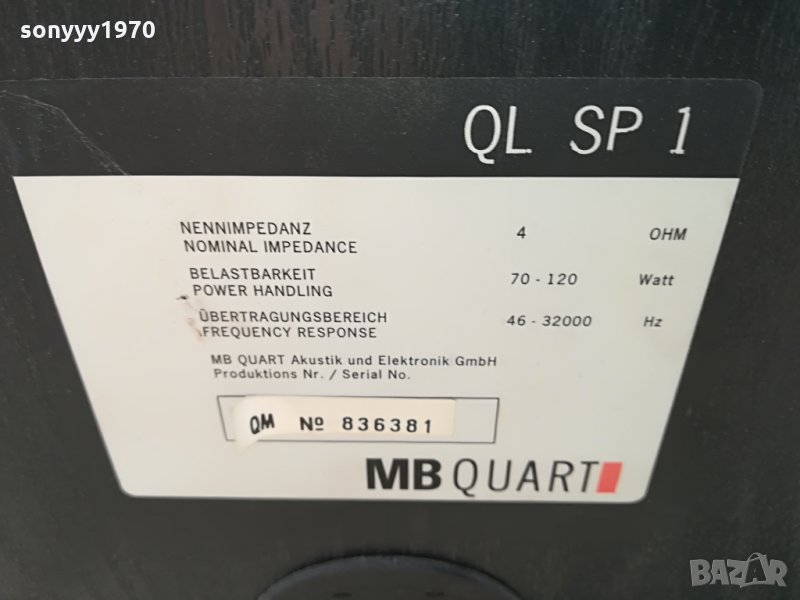 sonyyy1970
QL SP 1
NENNIMPEDANZ 4 OHM
NOMINAL IMPEDANCE
BELASTBARKEIT 70 - 120 Watt
POWER HANDLING
ÜBERTRAGUNGSBEREICH 46 - 32000 Hz
FREQUENCY RESPONSE
MB QUART Akustik und Elektronik GmbH
Produktions Nr. / Serial No.
QM Nº 836381
MB QUART
BAZAR